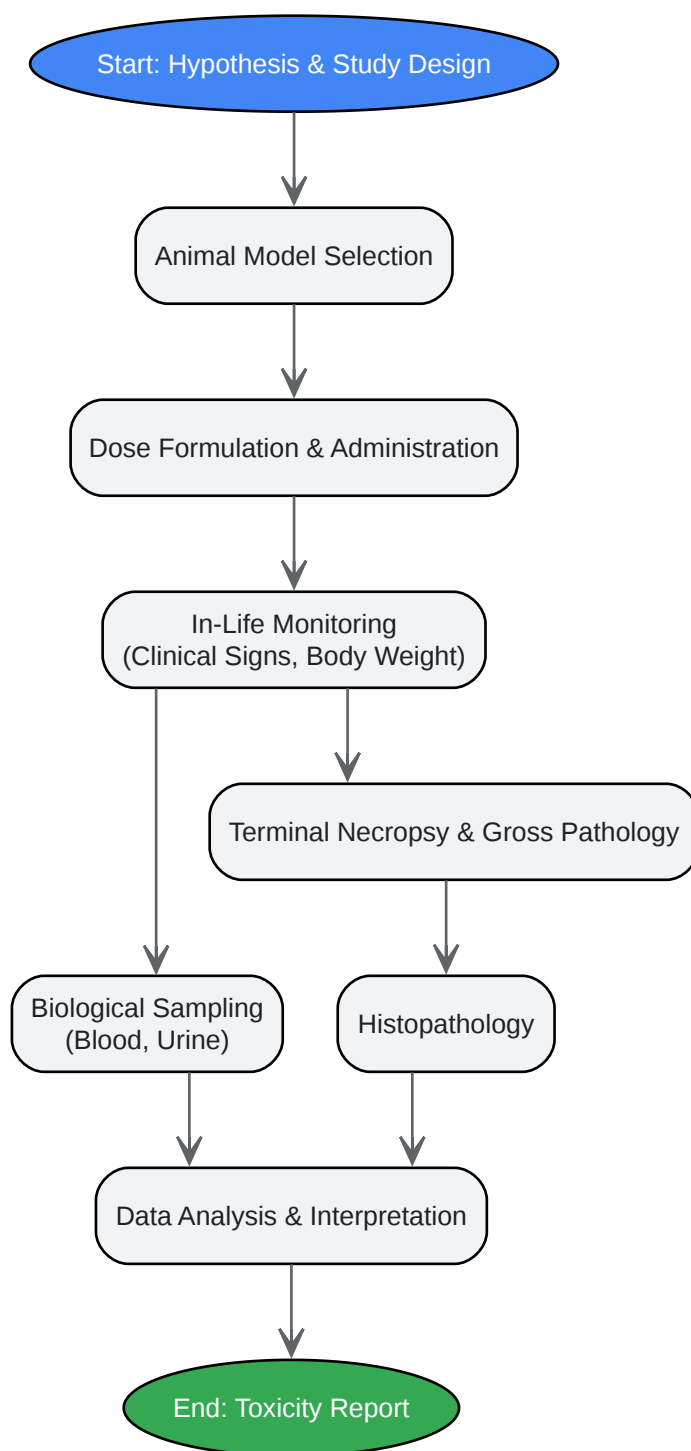 Start: Hypothesis & Study Design
Animal Model Selection
Dose Formulation & Administration
In-Life Monitoring
(Clinical Signs, Body Weight)
Terminal Necropsy & Gross Pathology
Biological Sampling
(Blood, Urine)
Histopathology
Data Analysis & Interpretation
End: Toxicity Report